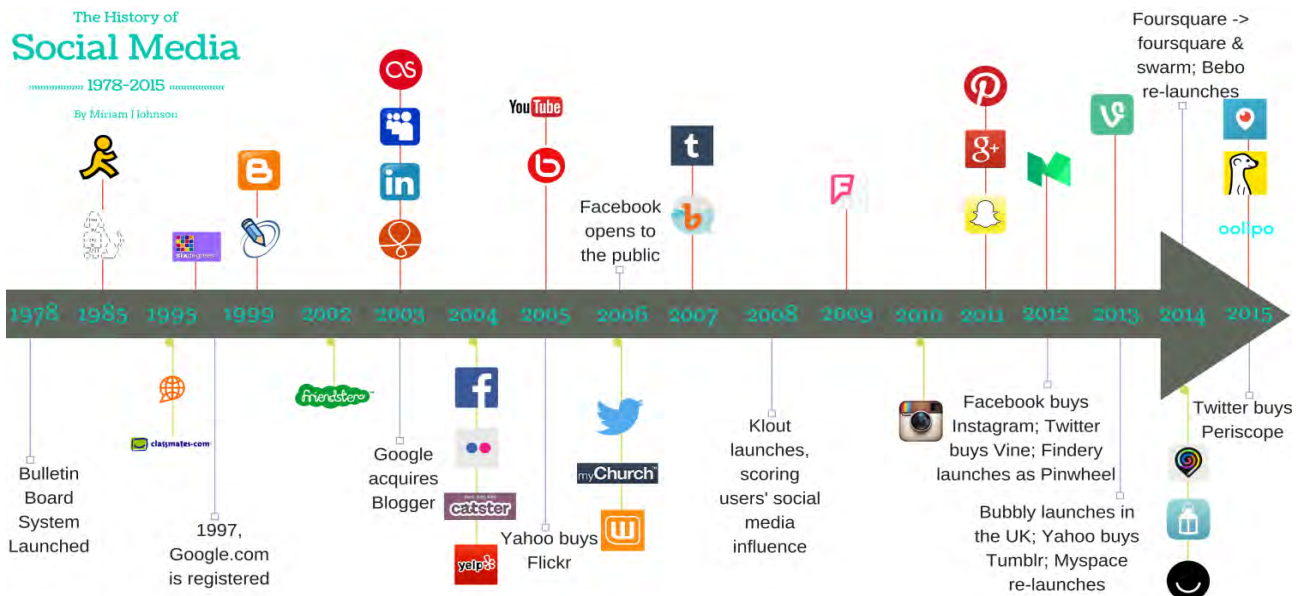 The History of
Social Media
1978-2015
By Miriam J Johnson
Foursquare ->
foursquare &
swarm; Bebo
re-launches
YouTube
in
t
g+
Facebook
opens to
the public
sixdegrees
oolipo
1978 1985 1995 1999 2002 2003 2004 2005 2006 2007 2008 2009 2010 2011 2012 2013 2014 2015
classmates.com
friendster
f
myChurch
catster
yelp
Bulletin
Board
System
Launched
1997,
Google.com
is registered
Google
acquires
Blogger
Yahoo buys
Flickr
Klout
launches,
scoring
users' social
media
influence
Facebook buys
Instagram; Twitter
buys Vine; Findery
launches as Pinwheel
Bubbly launches in
the UK; Yahoo buys
Tumblr; Myspace
re-launches
Twitter buys
Periscope